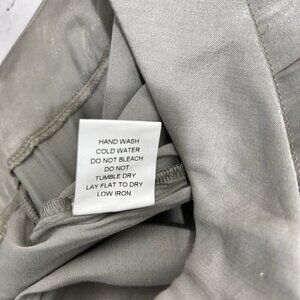 HAND WASH
COLD WATER
DO NOT BLEACH
DO NOT
TUMBLE DRY
LAY FLAT TO DRY
LOW IRON